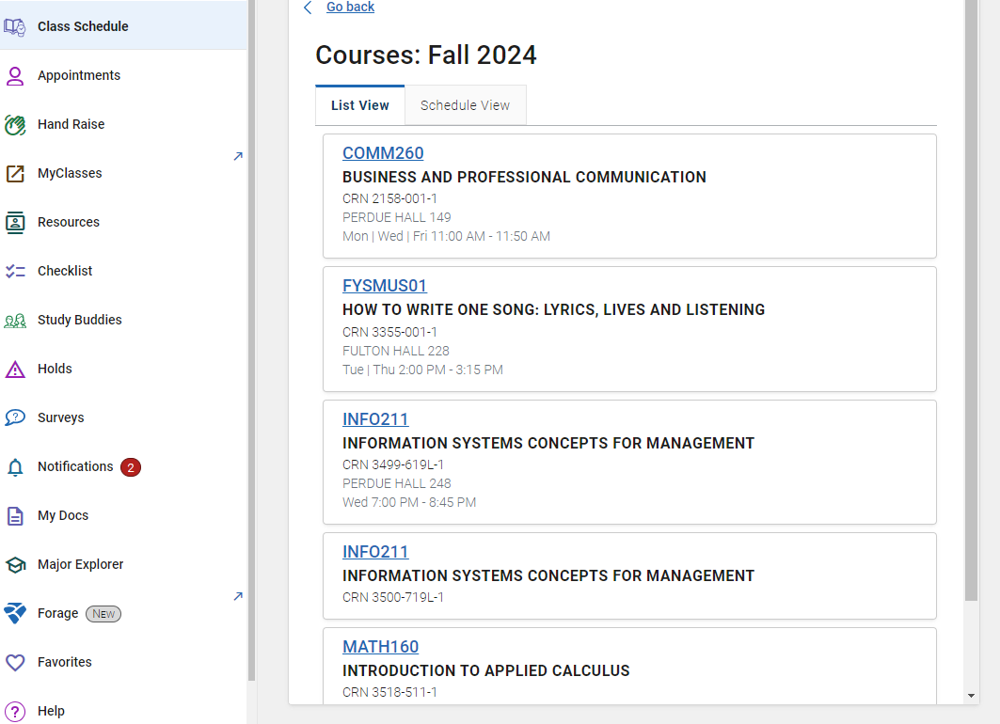 Class Schedule
Appointments
Hand Raise
MyClasses
Resources
Checklist
Study Buddies
Holds
Surveys
Notifications 2
My Docs
Major Explorer
Forage New
Favorites
Help
Go back
Courses: Fall 2024
List View Schedule View
COMM260
BUSINESS AND PROFESSIONAL COMMUNICATION
CRN 2158-001-1
PERDUE HALL 149
Mon | Wed | Fri 11:00 AM - 11:50 AM
FYSMUS01
HOW TO WRITE ONE SONG: LYRICS, LIVES AND LISTENING
CRN 3355-001-1
FULTON HALL 228
Tue | Thu 2:00 PM - 3:15 PM
INFO211
INFORMATION SYSTEMS CONCEPTS FOR MANAGEMENT
CRN 3499-619L-1
PERDUE HALL 248
Wed 7:00 PM - 8:45 PM
INFO211
INFORMATION SYSTEMS CONCEPTS FOR MANAGEMENT
CRN 3500-719L-1
MATH160
INTRODUCTION TO APPLIED CALCULUS
CRN 3518-511-1